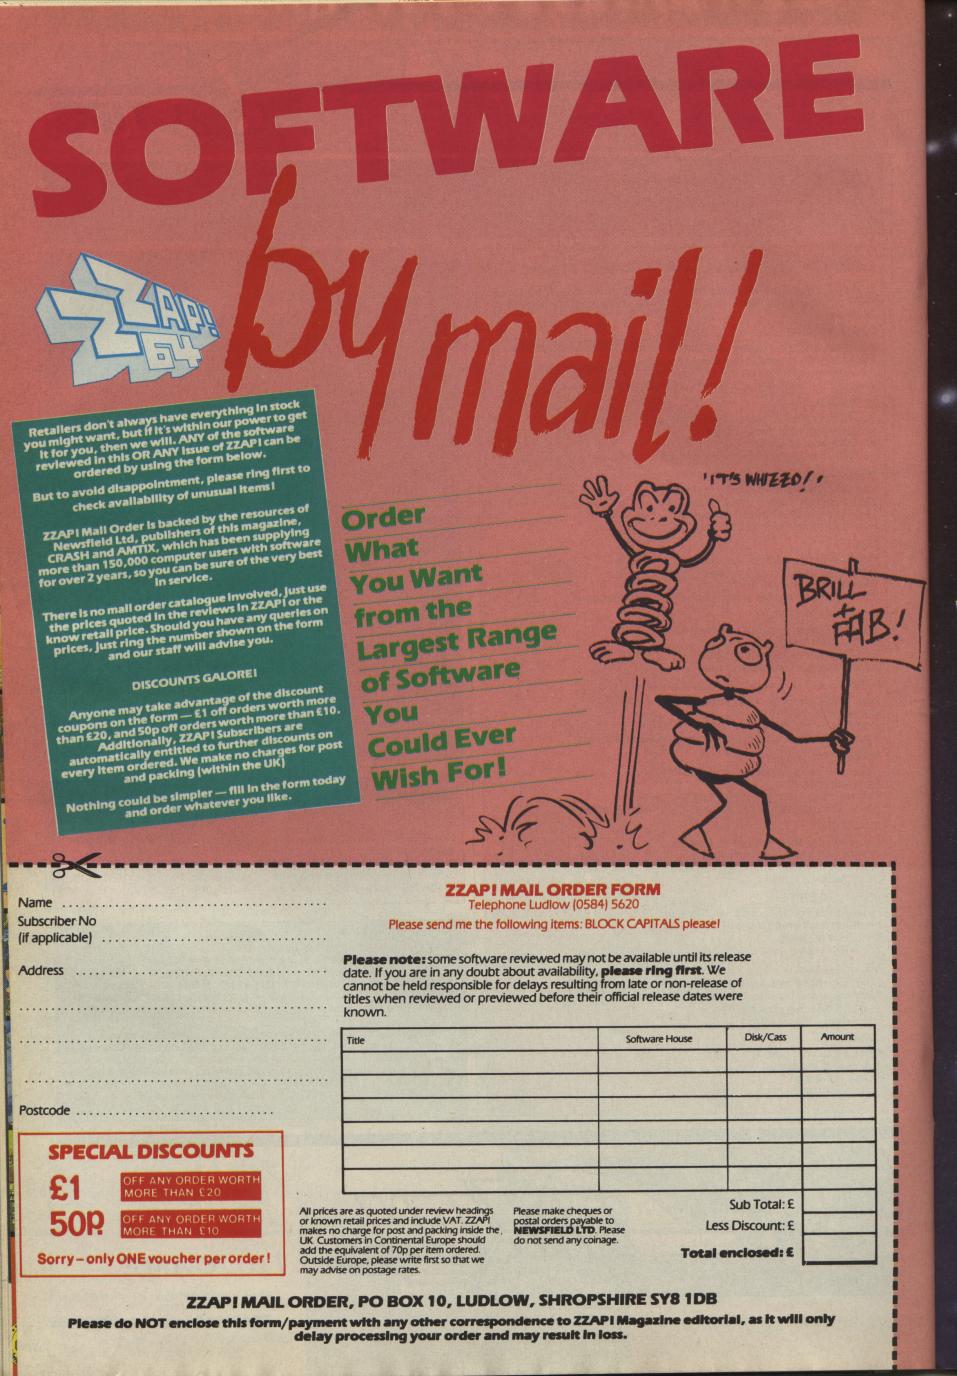 SOFTWARE
by mail!
ZZAP!
64
Retailers don't always have everything in stock
you might want, but if it's within our power to get
it for you, then we will. ANY of the software
reviewed in this OR ANY issue of ZZAP! can be
ordered by using the form below.
But to avoid disappointment, please ring first to
check availability of unusual items!
ZZAP! Mail Order is backed by the resources of
Newsfield Ltd, publishers of this magazine,
CRASH and AMTIX, which has been supplying
more than 150,000 computer users with software
for over 2 years, so you can be sure of the very best
in service.
There is no mail order catalogue involved, just use
the prices quoted in the reviews in ZZAP! or the
know retail price. Should you have any queries on
prices, just ring the number shown on the form
and our staff will advise you.
DISCOUNTS GALORE!
Anyone may take advantage of the discount
coupons on the form — £1 off orders worth more
than £20, and 50p off orders worth more than £10.
Additionally, ZZAP! Subscribers are
automatically entitled to further discounts on
every item ordered. We make no charges for post
and packing (within the UK)
Nothing could be simpler — fill in the form today
and order whatever you like.
Order
What
You Want
from the
Largest Range
of Software
You
Could Ever
Wish For!
'IT'S WHIZZO!'
BRILL
+
FAB!
ZZAP! MAIL ORDER FORM
Telephone Ludlow (0584) 5620
Please send me the following items: BLOCK CAPITALS please!
Name
Subscriber No
(if applicable)
Address
Postcode
Please note: some software reviewed may not be available until its release
date. If you are in any doubt about availability, please ring first. We
cannot be held responsible for delays resulting from late or non-release of
titles when reviewed or previewed before their official release dates were
known.
Title Software House Disk/Cass Amount
SPECIAL DISCOUNTS
£1 OFF ANY ORDER WORTH
MORE THAN £20
50P. OFF ANY ORDER WORTH
MORE THAN £10
Sorry – only ONE voucher per order!
All prices are as quoted under review headings
or known retail prices and include VAT. ZZAP!
makes no charge for post and packing inside the
UK. Customers in Continental Europe should
add the equivalent of 70p per item ordered.
Outside Europe, please write first so that we
may advise on postage rates.
Please make cheques or
postal orders payable to
NEWSFIELD LTD. Please
do not send any coinage.
Sub Total: £
Less Discount: £
Total enclosed: £
ZZAP! MAIL ORDER, PO BOX 10, LUDLOW, SHROPSHIRE SY8 1DB
Please do NOT enclose this form/payment with any other correspondence to ZZAP! Magazine editorial, as it will only
delay processing your order and may result in loss.